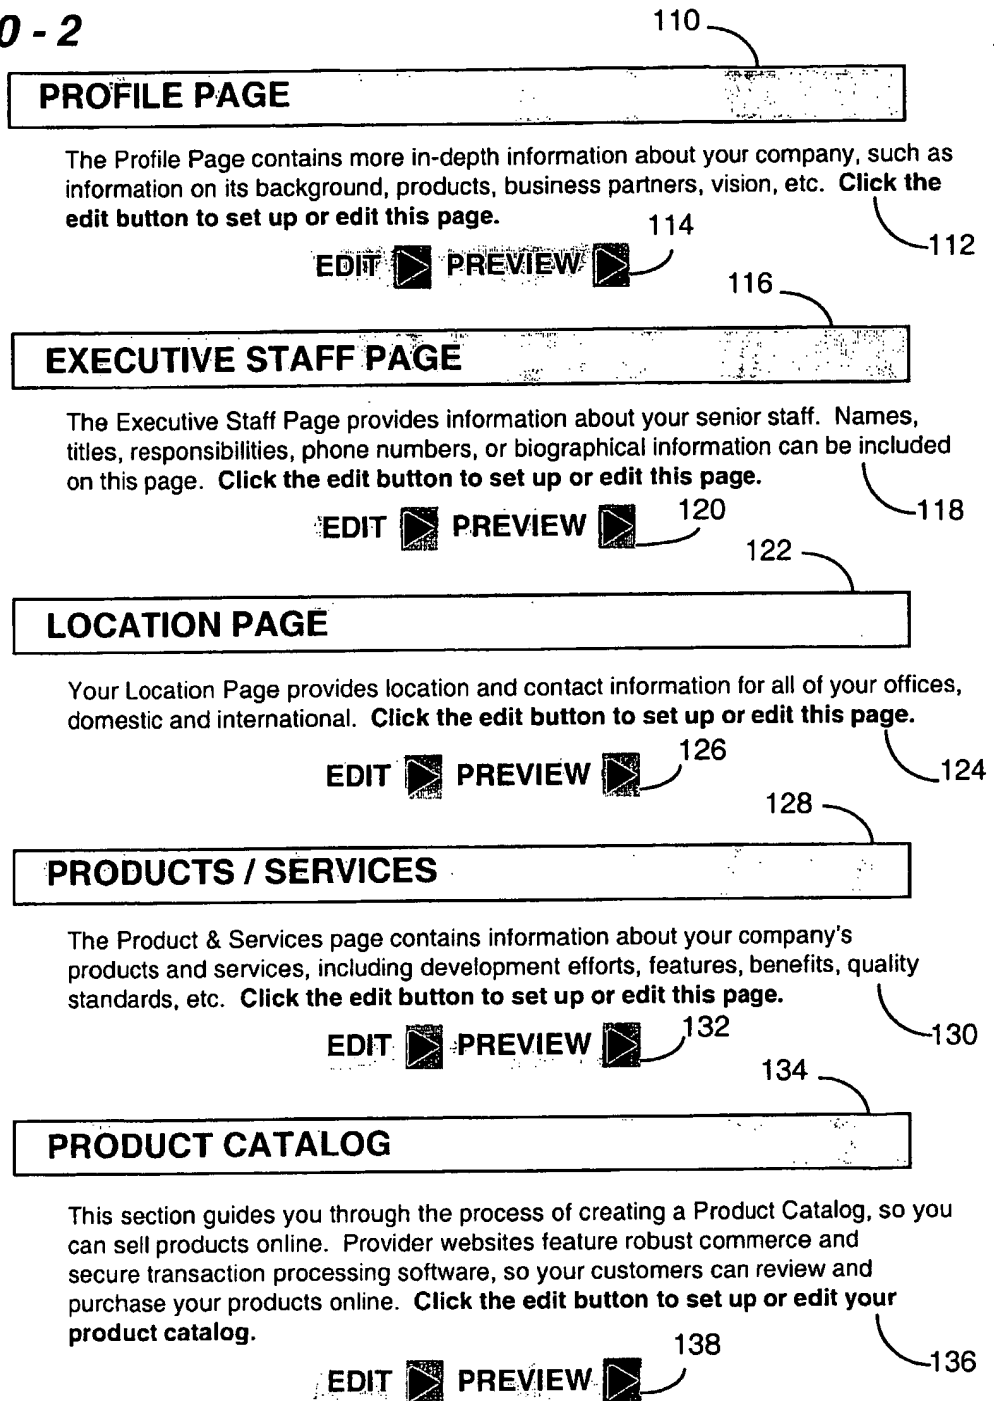 0 - 2
110
PROFILE PAGE
The Profile Page contains more in-depth information about your company, such as
information on its background, products, business partners, vision, etc. Click the
edit button to set up or edit this page.
114
112
EDIT PREVIEW
116
EXECUTIVE STAFF PAGE
The Executive Staff Page provides information about your senior staff. Names,
titles, responsibilities, phone numbers, or biographical information can be included
on this page. Click the edit button to set up or edit this page.
118
EDIT PREVIEW
120
122
LOCATION PAGE
Your Location Page provides location and contact information for all of your offices,
domestic and international. Click the edit button to set up or edit this page.
126
124
EDIT PREVIEW
128
PRODUCTS / SERVICES
The Product & Services page contains information about your company's
products and services, including development efforts, features, benefits, quality
standards, etc. Click the edit button to set up or edit this page.
132
130
EDIT PREVIEW
134
PRODUCT CATALOG
This section guides you through the process of creating a Product Catalog, so you
can sell products online. Provider websites feature robust commerce and
secure transaction processing software, so your customers can review and
purchase your products online. Click the edit button to set up or edit your
product catalog.
138
136
EDIT PREVIEW